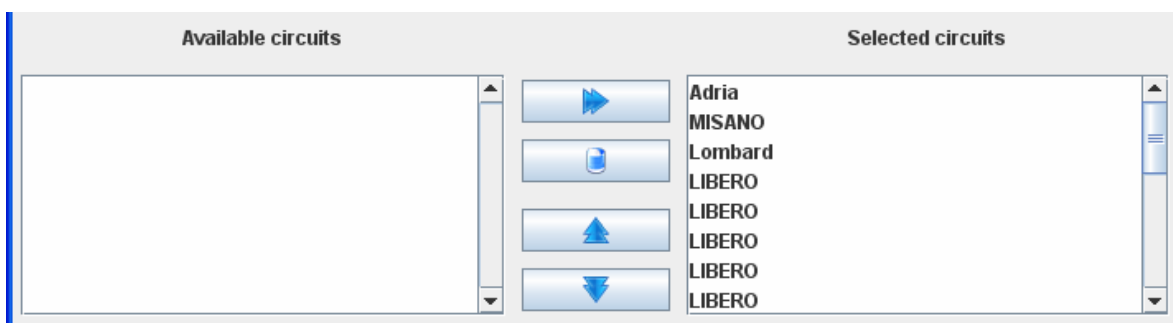 Available circuits
Selected circuits
Adria
MISANO
Lombard
LIBERO
LIBERO
LIBERO
LIBERO
LIBERO